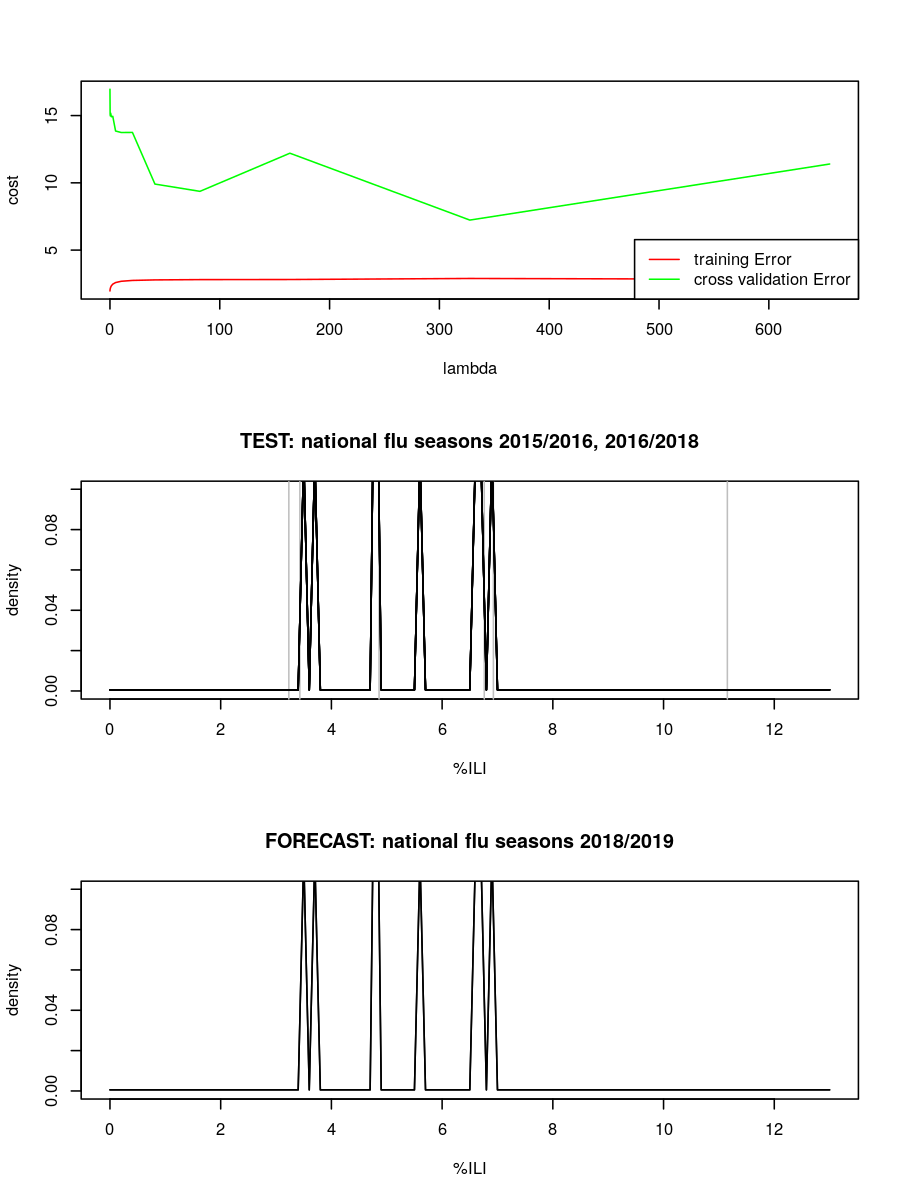 15
10
5
cost
training Error
cross validation Error
0 100 200 300 400 500 600
lambda
TEST: national flu seasons 2015/2016, 2016/2018
0.08
0.04
0.00
density
0 2 4 6 8 10 12
%ILI
FORECAST: national flu seasons 2018/2019
0.08
0.04
0.00
density
0 2 4 6 8 10 12
%ILI